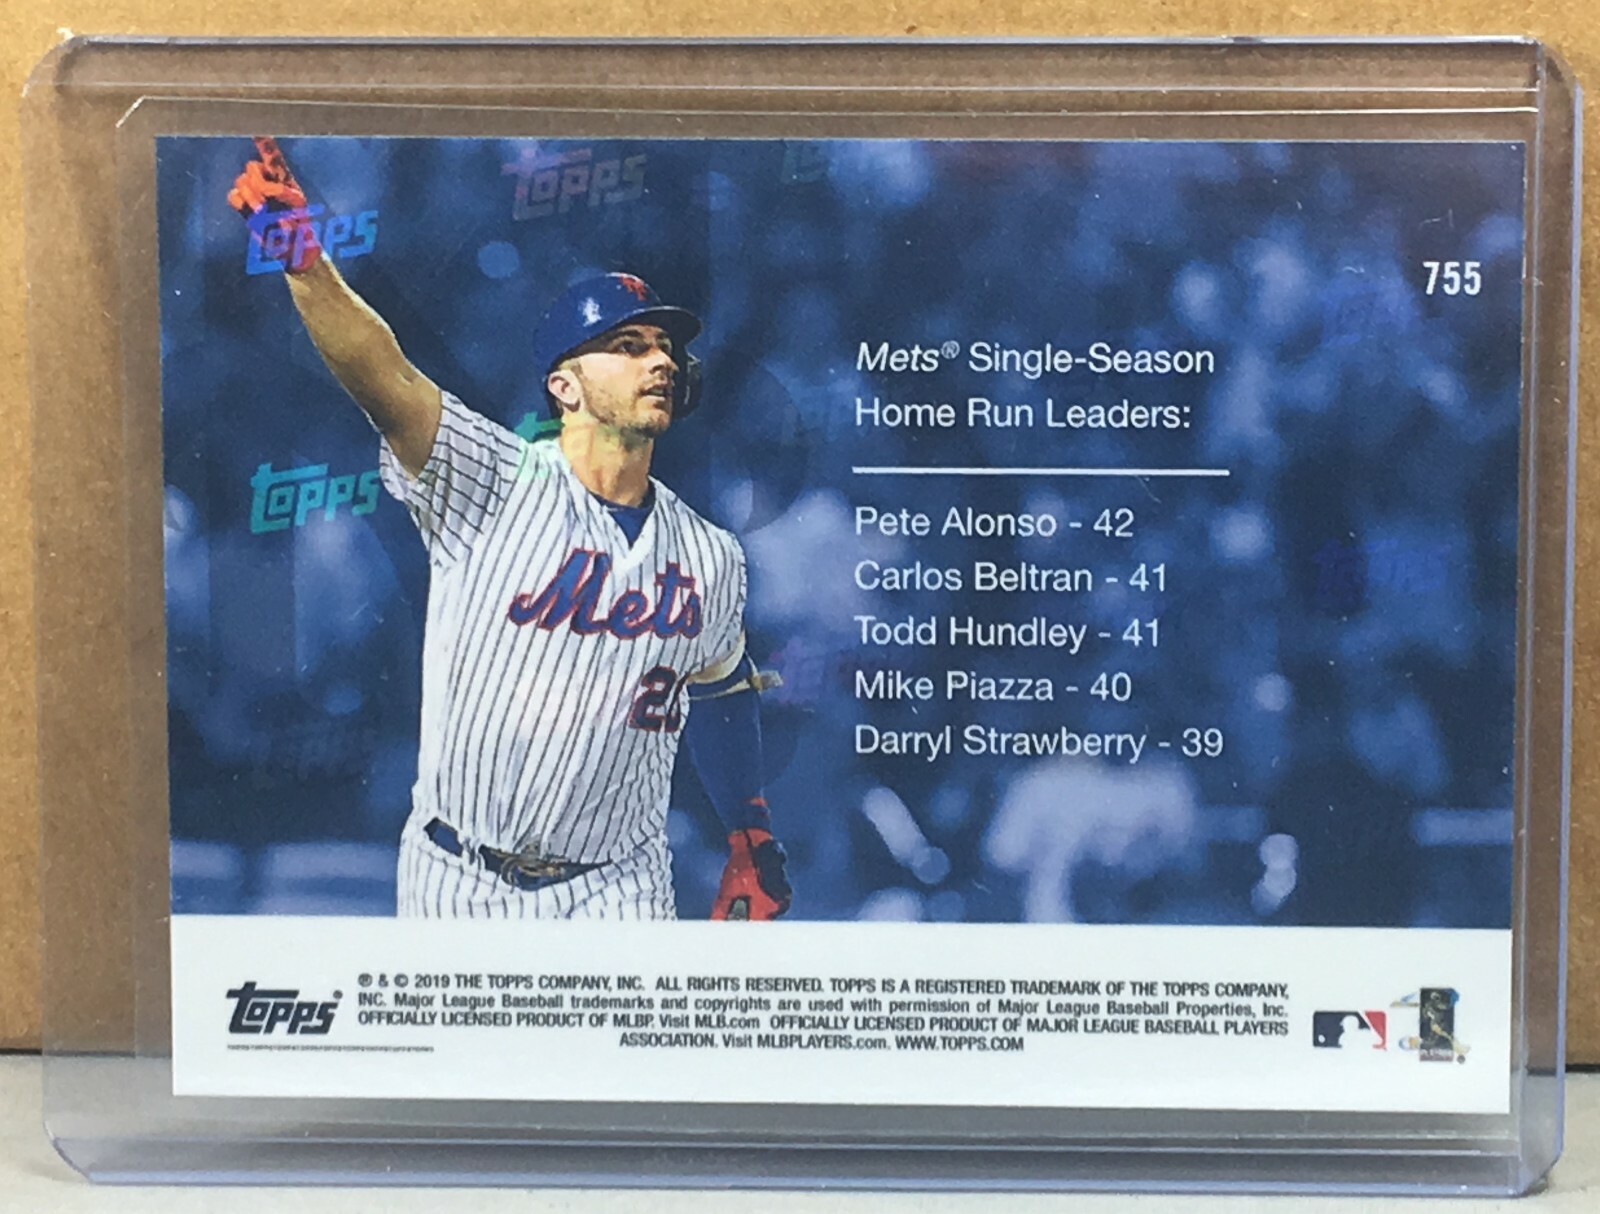 topps
topps
755
Mets® Single-Season
Home Run Leaders:
topps
Pete Alonso - 42
Carlos Beltran - 41
Todd Hundley - 41
Mike Piazza - 40
Darryl Strawberry - 39
Mets
topps®
® & © 2019 THE TOPPS COMPANY, INC. ALL RIGHTS RESERVED. TOPPS IS A REGISTERED TRADEMARK OF THE TOPPS COMPANY,
INC. Major League Baseball trademarks and copyrights are used with permission of Major League Baseball Properties, Inc.
OFFICIALLY LICENSED PRODUCT OF MLBP. Visit MLB.com OFFICIALLY LICENSED PRODUCT OF MAJOR LEAGUE BASEBALL PLAYERS
ASSOCIATION. Visit MLBPLAYERS.com. WWW.TOPPS.COM